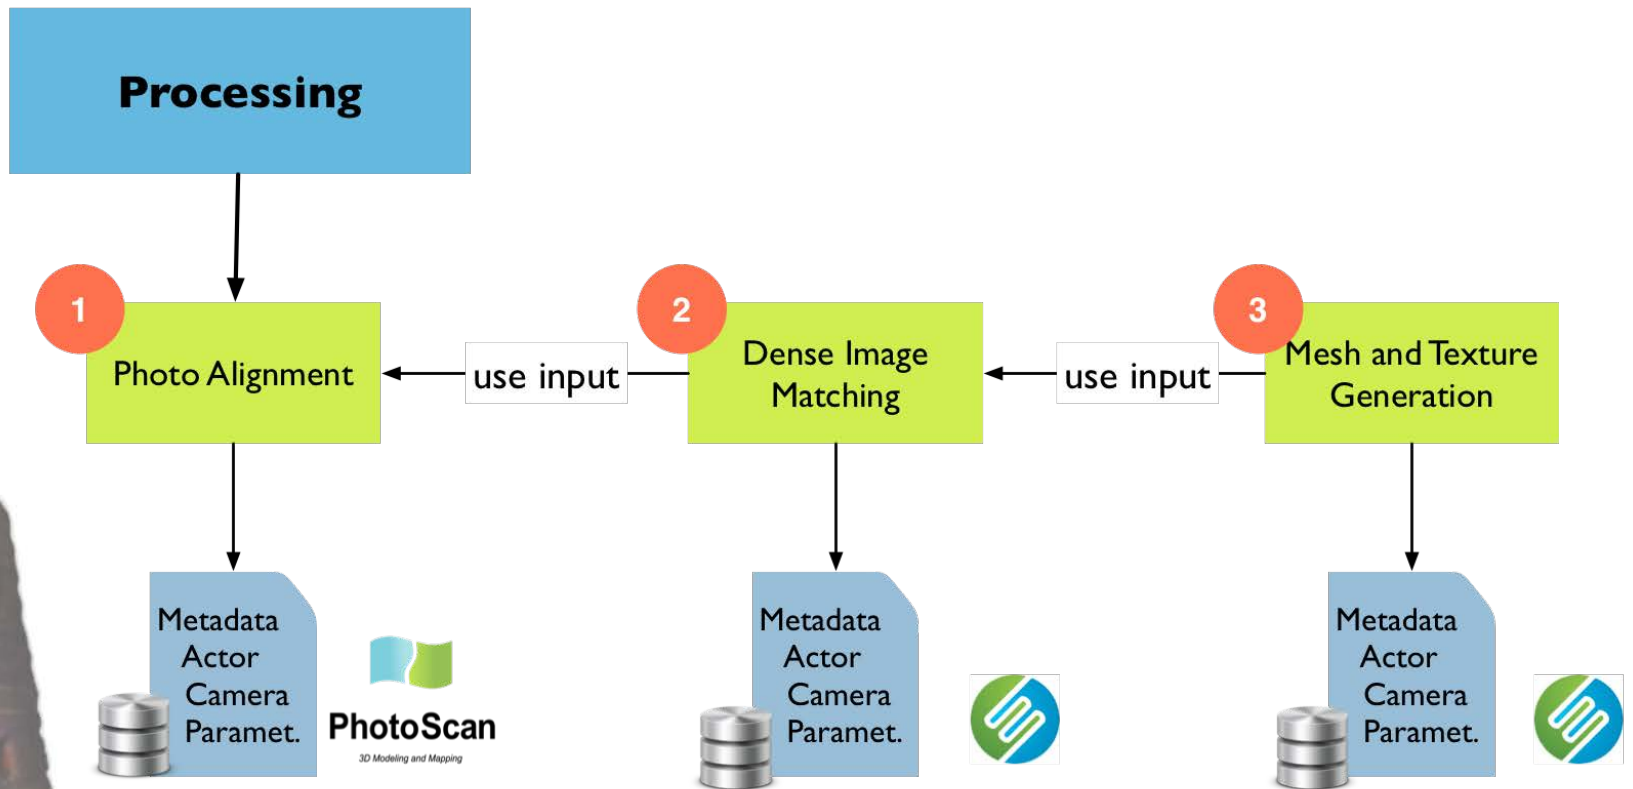 Processing
1
Photo Alignment
use input
2
Dense Image
Matching
use input
3
Mesh and Texture
Generation
Metadata
Actor
Camera
Paramet.
PhotoScan
3D Modeling and Mapping
Metadata
Actor
Camera
Paramet.
Metadata
Actor
Camera
Paramet.